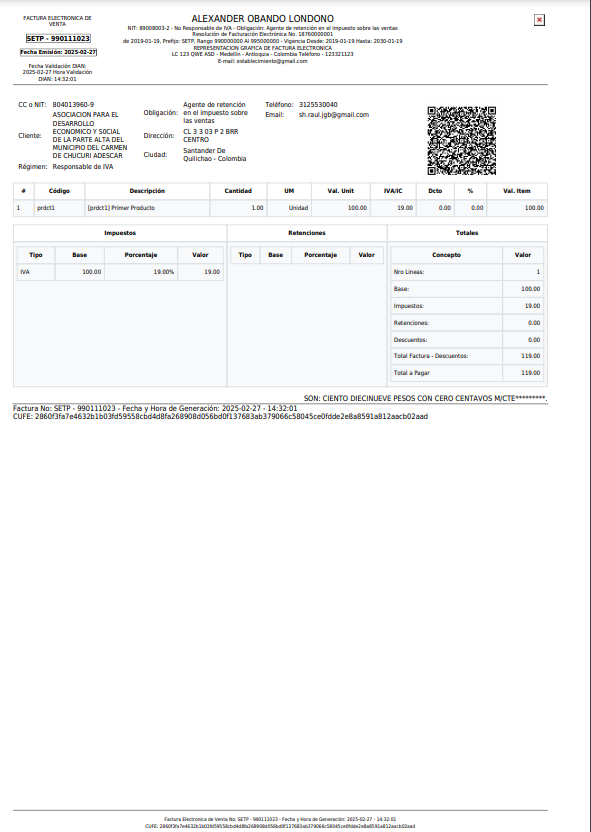 FACTURA ELECTRONICA DE
VENTA
SETP - 990111023
Fecha Emisión: 2025-02-27
Fecha Validación DIAN:
2025-02-27 Hora Validación
DIAN: 14:32:01
ALEXANDER OBANDO LONDONO
NIT: 89008003-2 - No Responsable de IVA - Obligación: Agente de retención en el impuesto sobre las ventas
Resolución de Facturación Electrónica No. 18760000001
de 2019-01-19, Prefijo: SETP, Rango 990000000 Al 995000000 - Vigencia Desde: 2019-01-19 Hasta: 2030-01-19
REPRESENTACION GRAFICA DE FACTURA ELECTRONICA
LC 123 QWE ASD - Medellín - Antioquia - Colombia Teléfono - 123321123
E-mail: establecimiento@gmail.com
CC o NIT: 804013960-9
Cliente: ASOCIACION PARA EL
DESARROLLO
ECONOMICO Y SOCIAL
DE LA PARTE ALTA DEL
MUNICIPIO DEL CARMEN
DE CHUCURI ADESCAR
Régimen: Responsable de IVA
Obligación: Agente de retención
en el impuesto sobre
las ventas
Dirección: CL 3 3 03 P 2 BRR
CENTRO
Ciudad: Santander De
Quilichao - Colombia
Teléfono: 3125530040
Email: sh.raul.jgb@gmail.com
# Código Descripción Cantidad UM Val. Unit IVA/IC Dcto % Val. Item
1 prdct1 [prdct1] Primer Producto 1.00 Unidad 100.00 19.00 0.00 0.00 100.00
Impuestos
Tipo Base Porcentaje Valor
IVA 100.00 19.00% 19.00
Retenciones
Tipo Base Porcentaje Valor
Totales
Concepto Valor
Nro Lineas: 1
Base: 100.00
Impuestos: 19.00
Retenciones: 0.00
Descuentos: 0.00
Total Factura - Descuentos: 119.00
Total a Pagar 119.00
SON: CIENTO DIECINUEVE PESOS CON CERO CENTAVOS M/CTE*********.
Factura No: SETP - 990111023 - Fecha y Hora de Generación: 2025-02-27 - 14:32:01
CUFE: 2860f3fa7e4632b1b03fd59558cbd4d8fa268908d056bd0f137683ab379066c58045ce0fdde2e8a8591a812aacb02aad
Factura Electronica de Venta No: SETP - 990111023 - Fecha y Hora de Generación: 2025-02-27 - 14:32:01
CUFE: 2860f3fa7e4632b1b03fd59558cbd4d8fa268908d056bd0f137683ab379066c58045ce0fdde2e8a8591a812aacb02aad